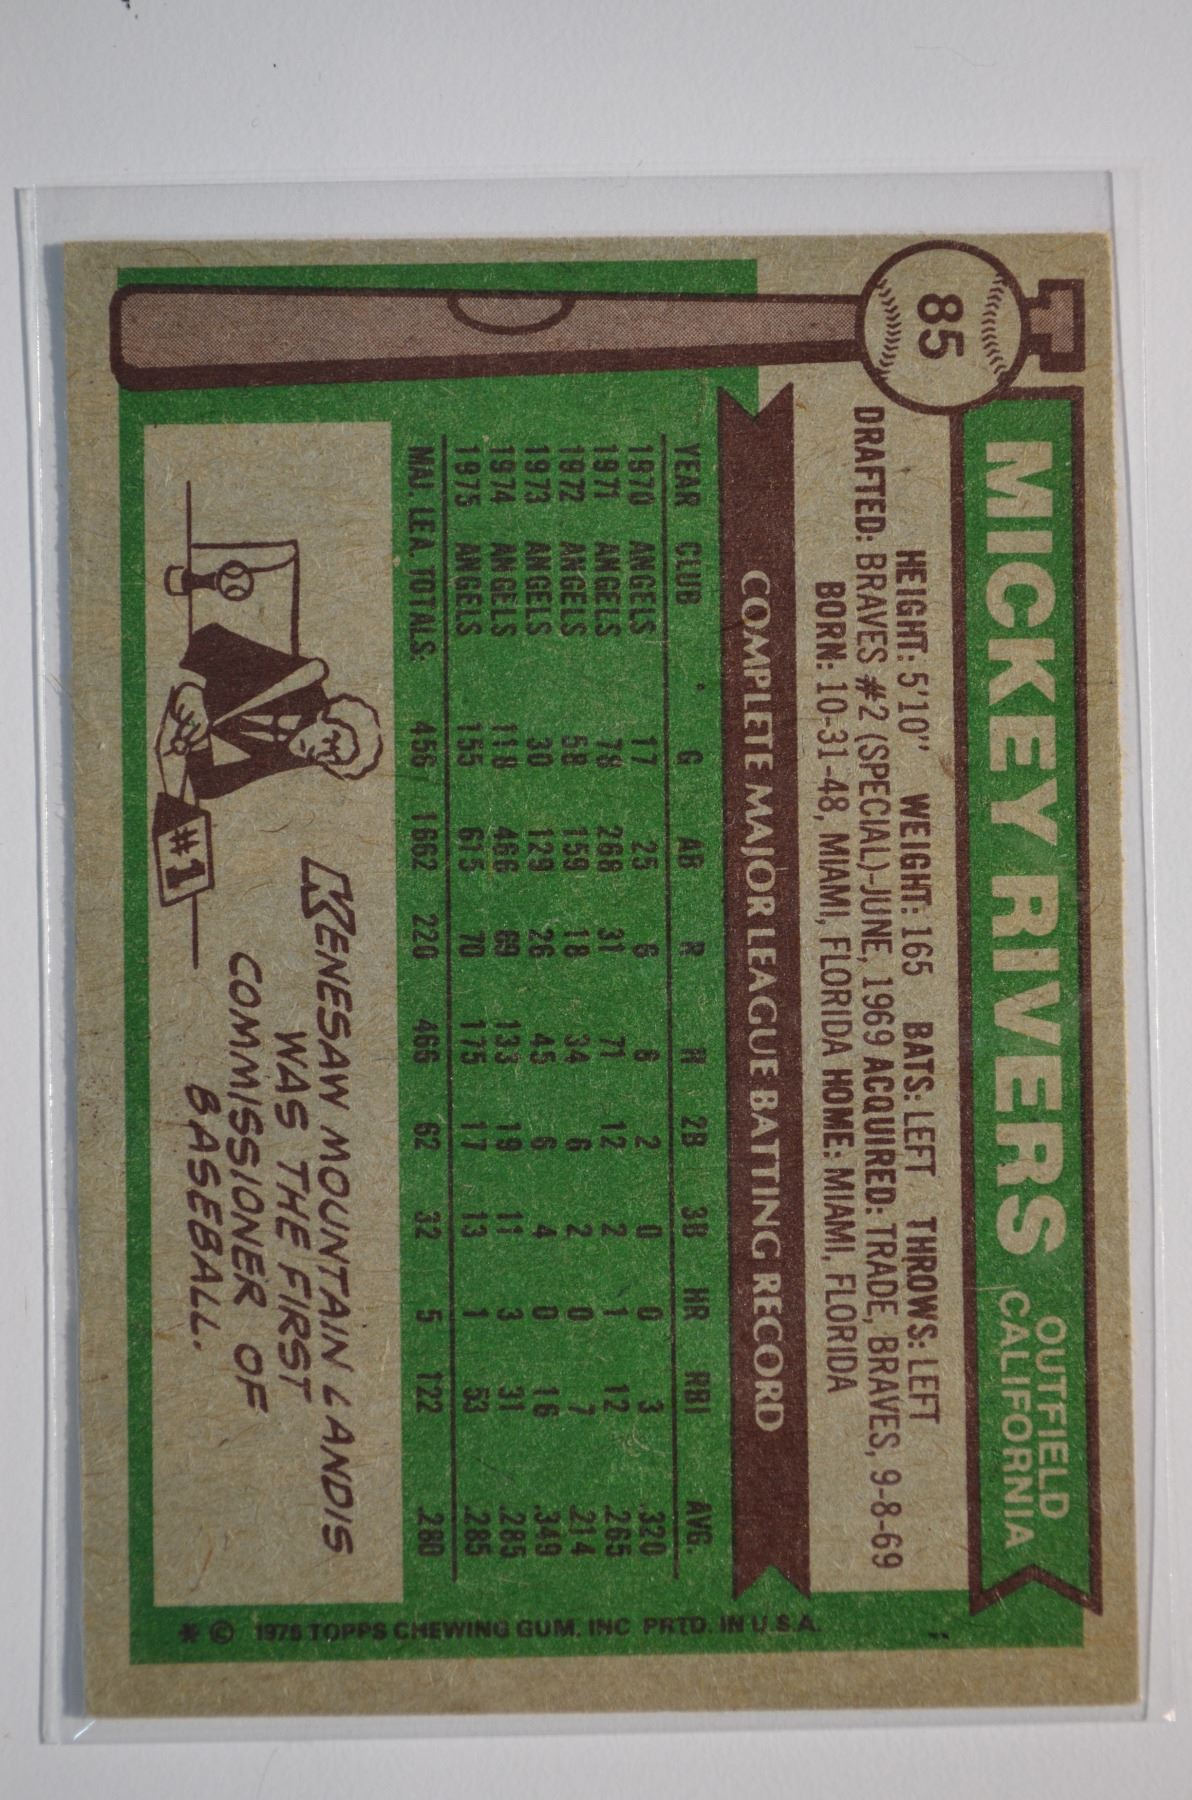 85
MICKEY RIVERS
OUTFIELD
CALIFORNIA
HEIGHT: 5'10" WEIGHT: 165 BATS: LEFT THROWS: LEFT
DRAFTED: BRAVES #2 (SPECIAL)-JUNE, 1969 ACQUIRED: TRADE, BRAVES, 9-8-69
BORN: 10-31-48, MIAMI, FLORIDA HOME: MIAMI, FLORIDA
COMPLETE MAJOR LEAGUE BATTING RECORD
YEAR CLUB G AB R H 2B 3B HR RBI AVG.
1970 ANGELS 17 25 6 8 2 0 0 3 .320
1971 ANGELS 78 268 31 71 12 2 1 12 .265
1972 ANGELS 58 159 18 34 6 2 0 7 .214
1973 ANGELS 30 129 26 45 6 4 0 16 .349
1974 ANGELS 118 466 69 133 19 11 3 31 .285
1975 ANGELS 155 615 70 175 17 13 1 53 .285
MAJ. LEA. TOTALS: 456 1662 220 466 62 32 5 122 .280
#1
KENESAW MOUNTAIN LANDIS
WAS THE FIRST
COMMISSIONER OF
BASEBALL.
* © 1976 TOPPS CHEWING GUM, INC PRTD. IN U.S.A.